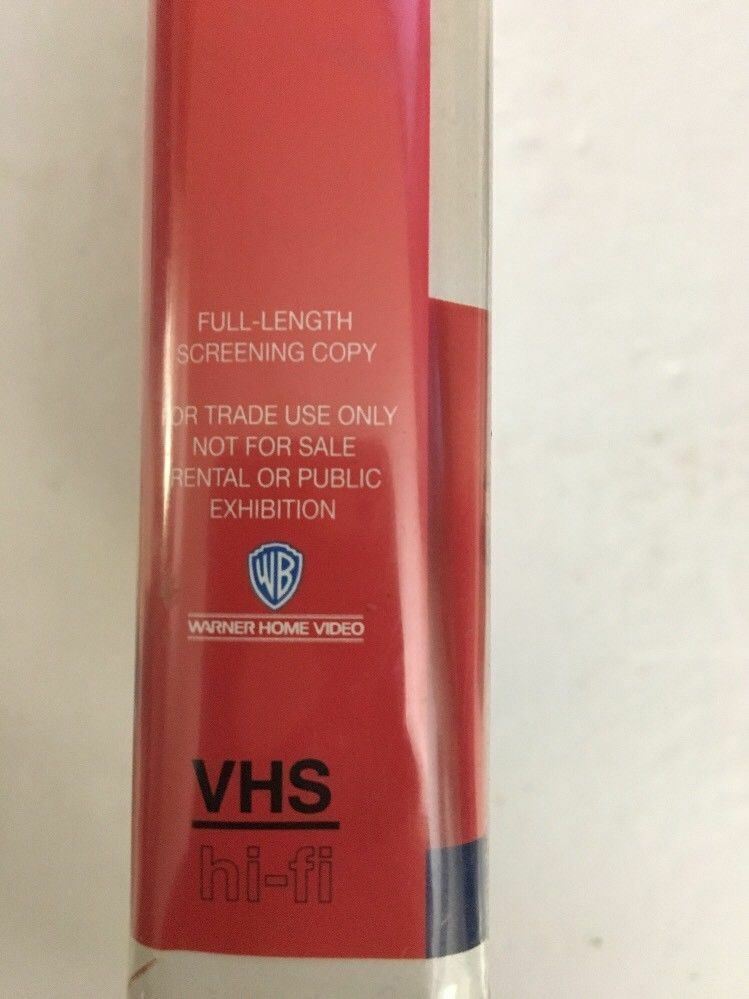 FULL-LENGTH
SCREENING COPY
FOR TRADE USE ONLY
NOT FOR SALE
RENTAL OR PUBLIC
EXHIBITION
WB
WARNER HOME VIDEO
VHS
hi-fi